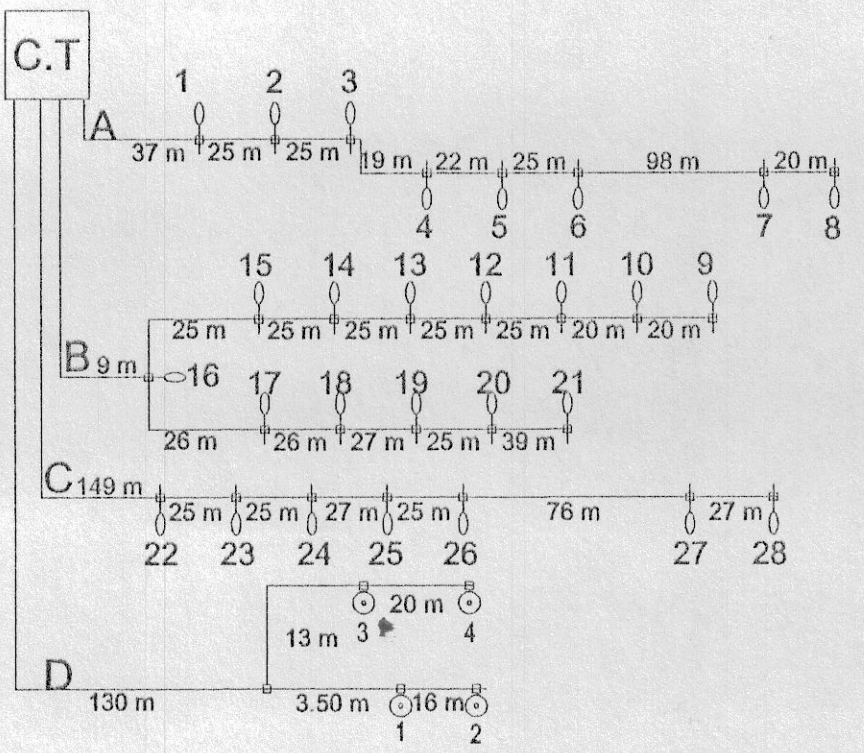 C.T
1 2 3
A
37 m 25 m 25 m
19 m 22 m 25 m 98 m 20 m
4 5 6 7 8
15 14 13 12 11 10 9
25 m 25 m 25 m 25 m 25 m 20 m 20 m
B 9 m 16
17 18 19 20 21
26 m 26 m 27 m 25 m 39 m
C 149 m
25 m 25 m 27 m 25 m 76 m 27 m
22 23 24 25 26 27 28
20 m
13 m 3 4
D
130 m 3.50 m 16 m
1 2